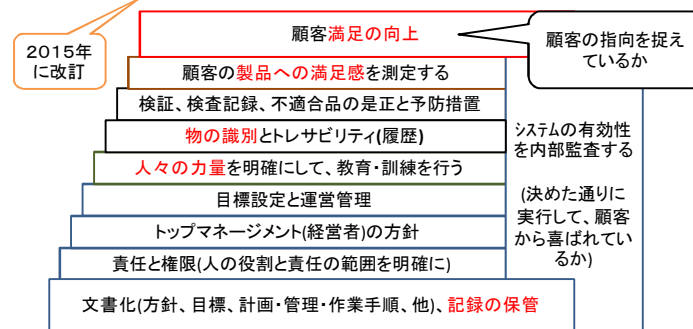 顧客満足の向上
２０１５年
に改訂
顧客の指向を捉え
ているか
顧客の製品への満足感を測定する
検証、検査記録、不適合品の是正と予防措置
物の識別とトレサビリティ(履歴)
人々の力量を明確にして、教育・訓練を行う
目標設定と運営管理
トップマネージメント(経営者)の方針
責任と権限(人の役割と責任の範囲を明確に)
文書化(方針、目標、計画・管理・作業手順、他)、記録の保管
システムの有効性
を内部監査する
(決めた通りに
実行して、顧客
から喜ばれてい
るか)